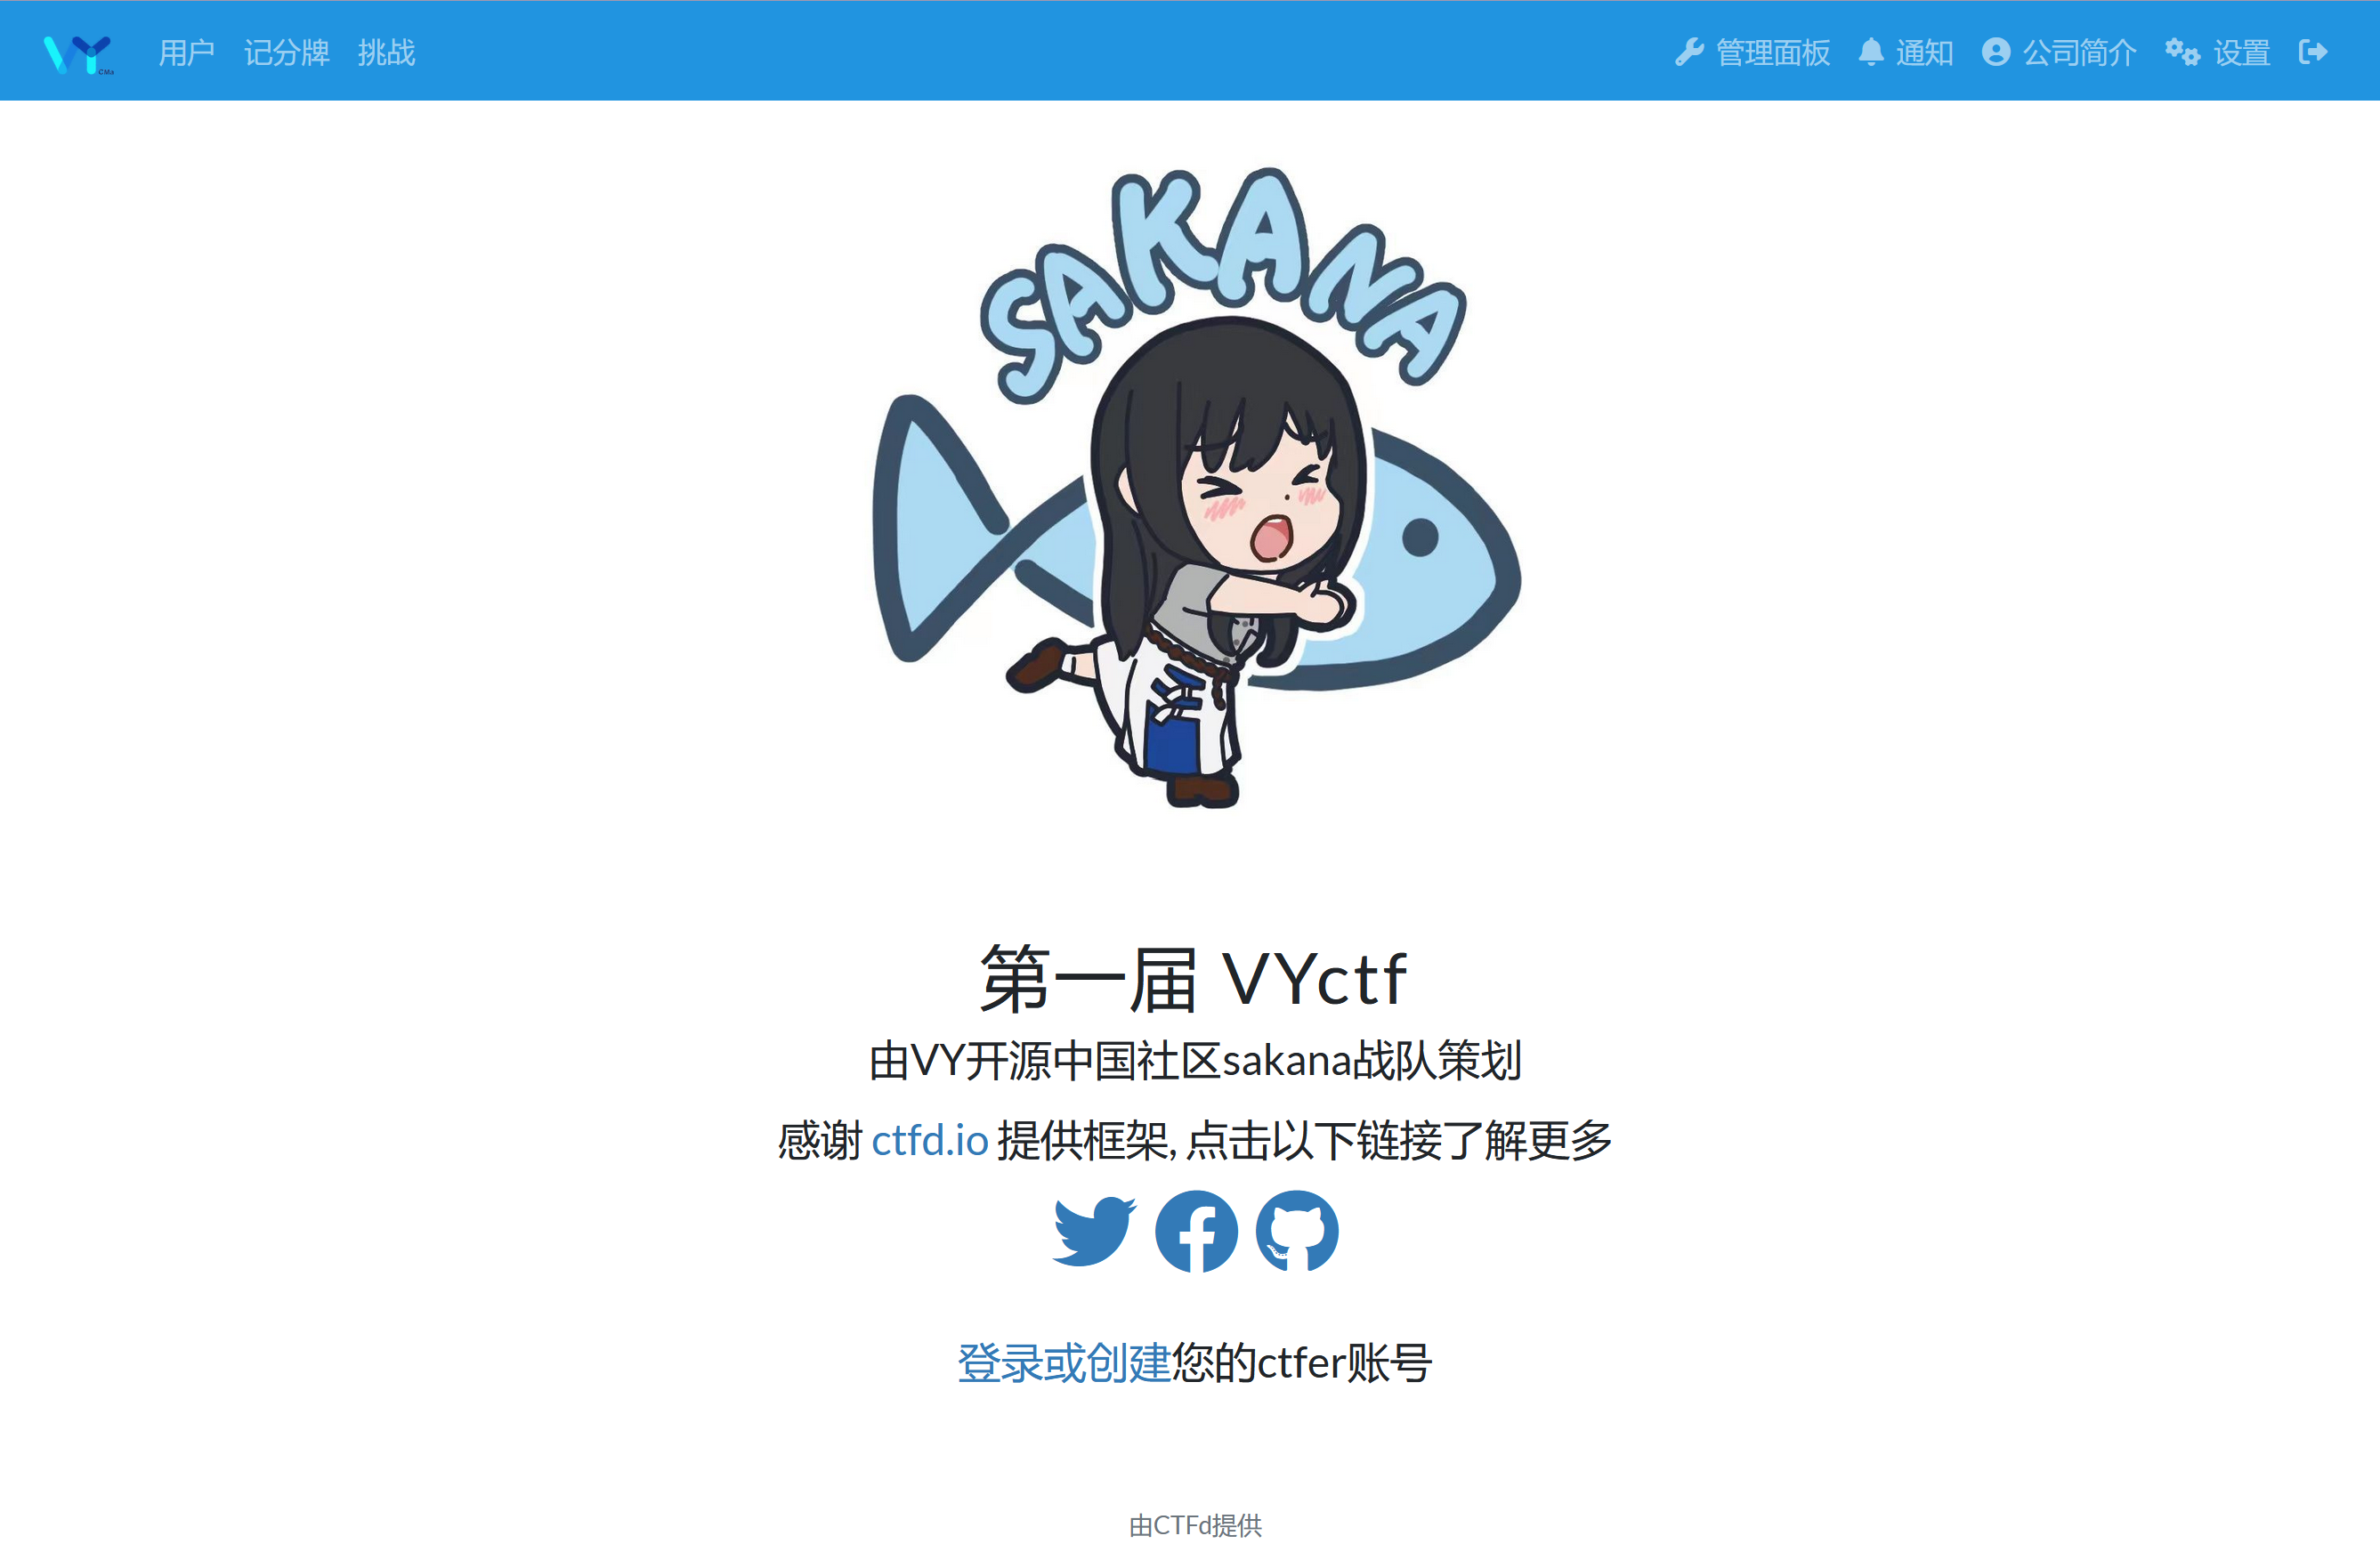 VY CMa 用户 记分牌 挑战 管理面板 通知 公司简介 设置
SAKANA
第一届 VYctf
由VY开源中国社区sakana战队策划
感谢 ctfd.io 提供框架, 点击以下链接了解更多
登录或创建您的ctfer账号
由CTFd提供